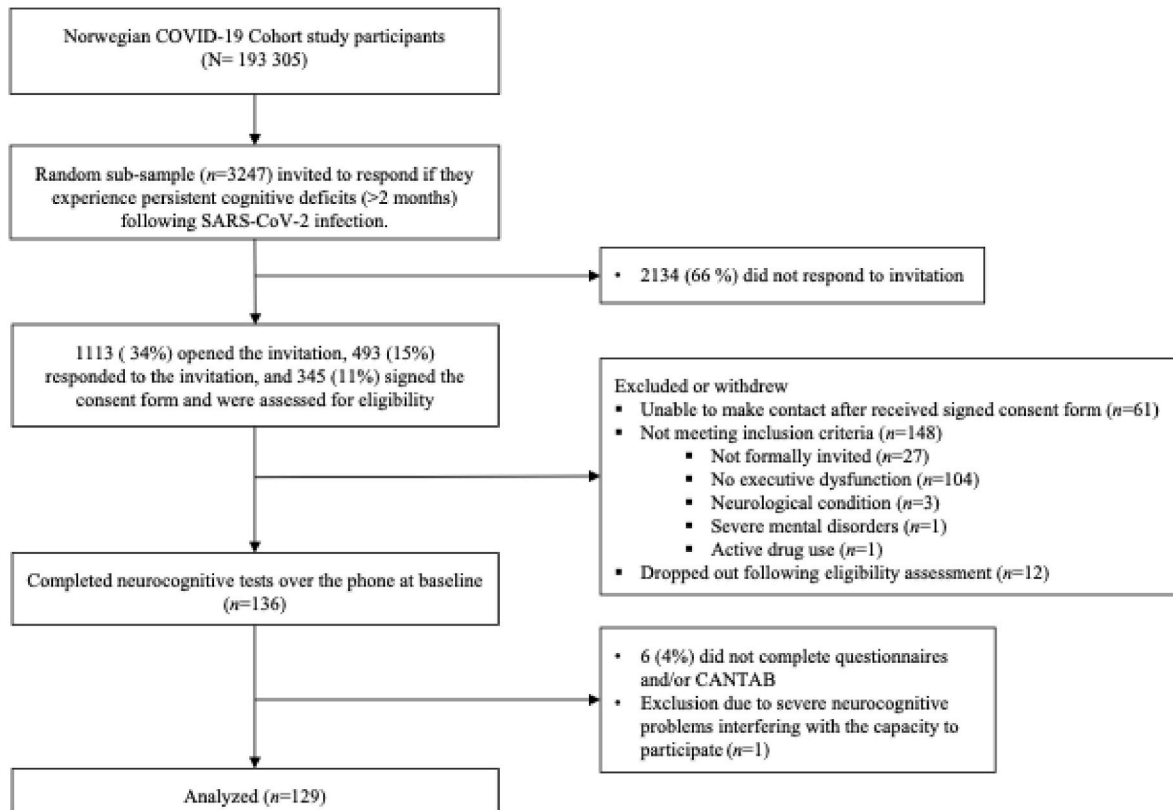 Norwegian COVID-19 Cohort study participants
(N= 193 305)
Random sub-sample (n=3247) invited to respond if they
experience persistent cognitive deficits (>2 months)
following SARS-CoV-2 infection.
• 2134 (66 %) did not respond to invitation
1113 ( 34%) opened the invitation, 493 (15%)
responded to the invitation, and 345 (11%) signed the
consent form and were assessed for eligibility
Excluded or withdrew
▪ Unable to make contact after received signed consent form (n=61)
▪ Not meeting inclusion criteria (n=148)
▪ Not formally invited (n=27)
▪ No executive dysfunction (n=104)
▪ Neurological condition (n=3)
▪ Severe mental disorders (n=1)
▪ Active drug use (n=1)
▪ Dropped out following eligibility assessment (n=12)
Completed neurocognitive tests over the phone at baseline
(n=136)
• 6 (4%) did not complete questionnaires
and/or CANTAB
• Exclusion due to severe neurocognitive
problems interfering with the capacity to
participate (n=1)
Analyzed (n=129)